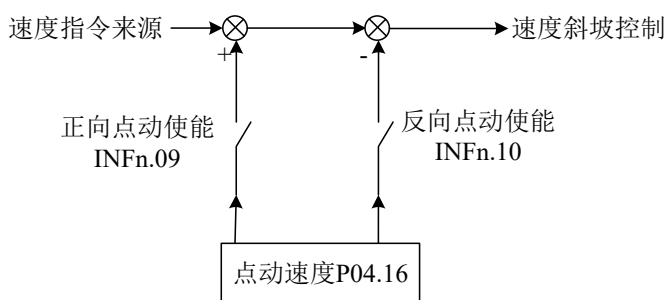 速度指令来源
速度斜坡控制
+
-
正向点动使能
INFn.09
反向点动使能
INFn.10
点动速度P04.16